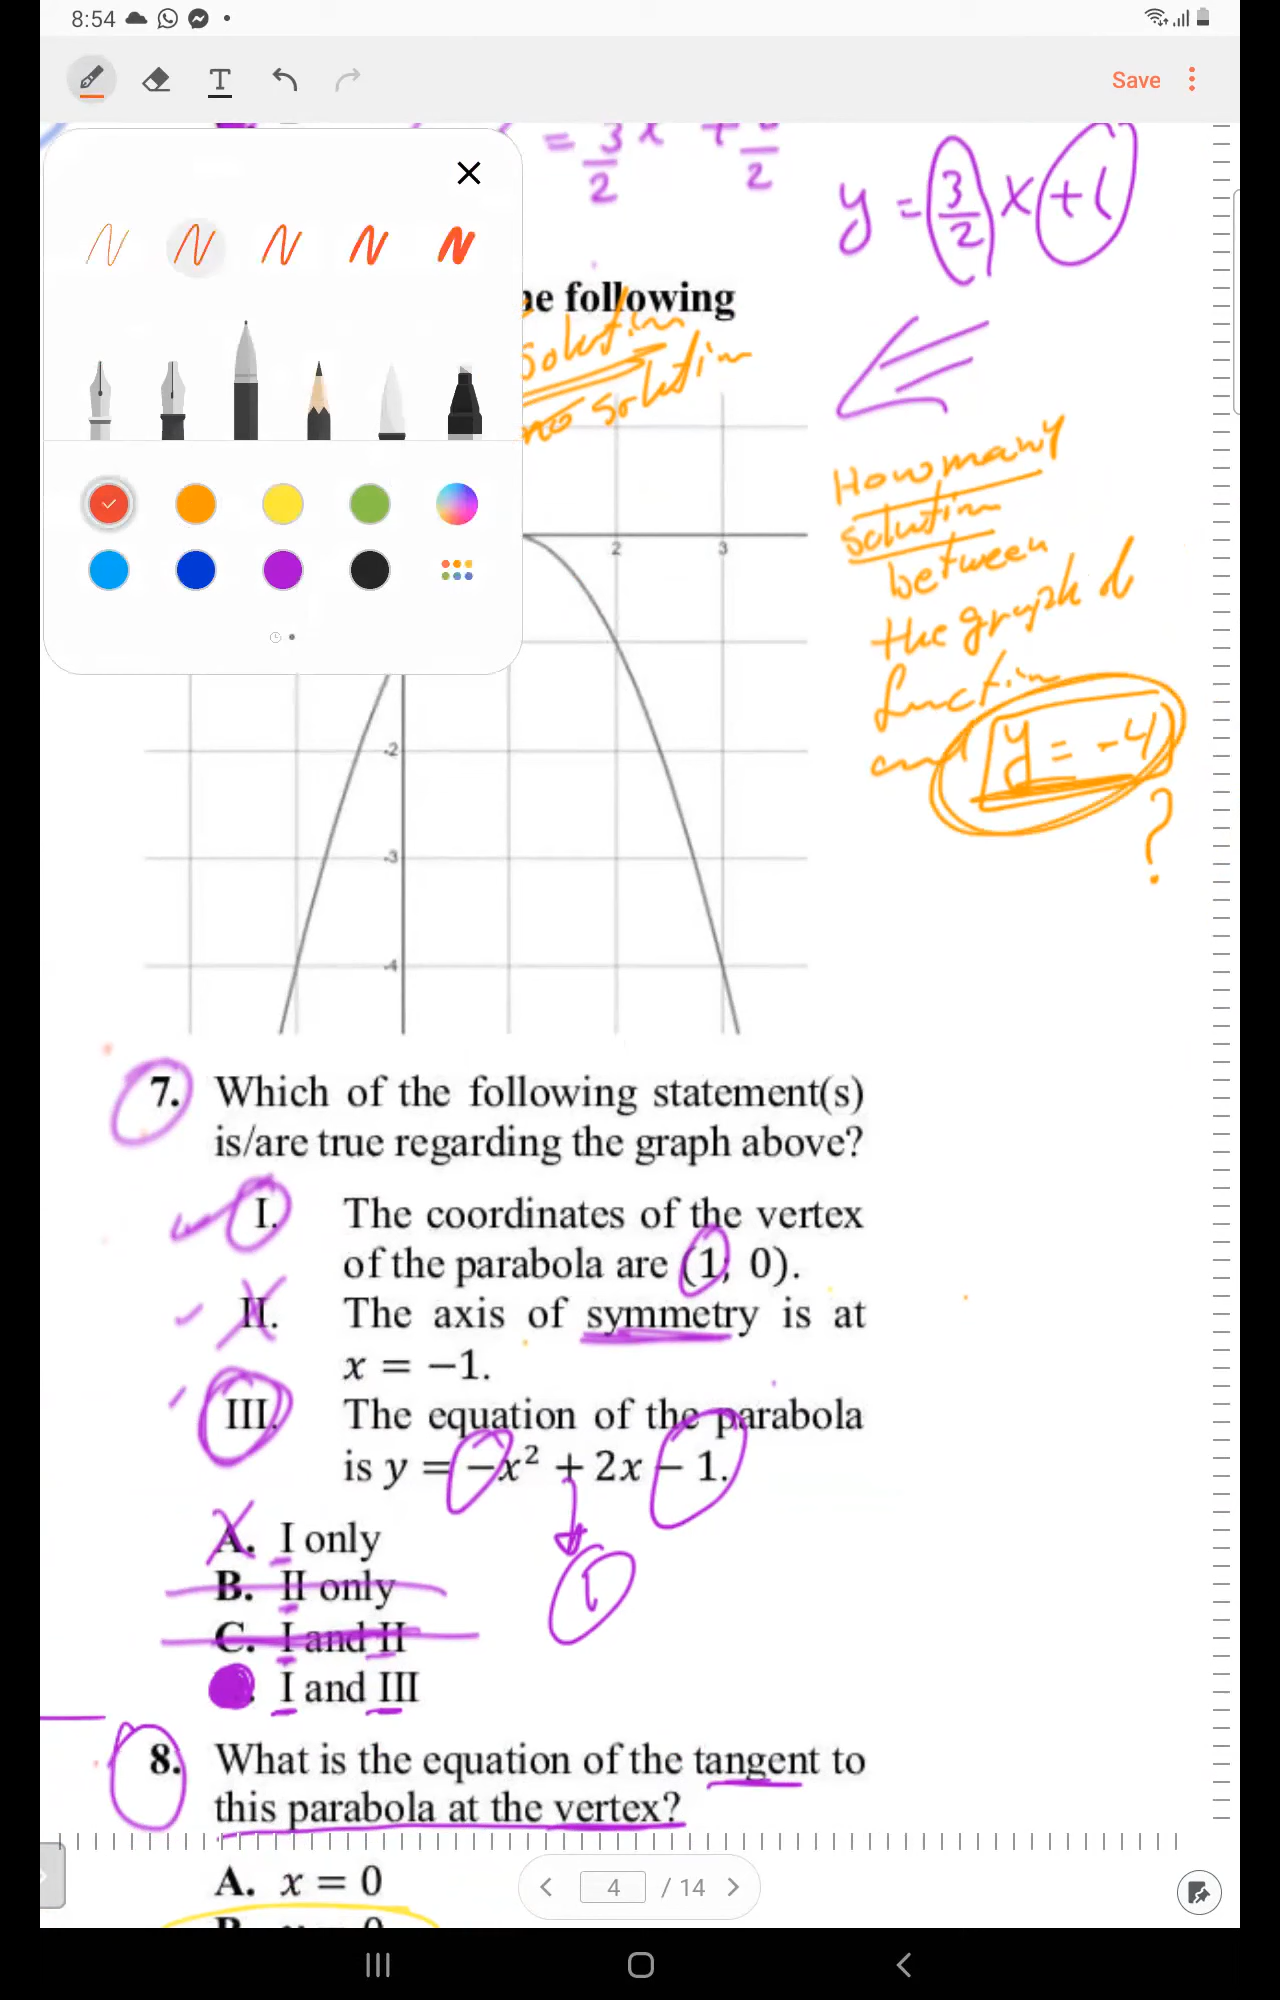 8:54
Save
= 3/2 x + /2
y = 3/2 x + 1
he following
solution
no solution
How many
solution
between
the graph of
function
and y = -4
?
2 3
-2
-3
-4
7. Which of the following statement(s)
is/are true regarding the graph above?
I. The coordinates of the vertex
of the parabola are (1, 0).
II. The axis of symmetry is at
x = −1.
III. The equation of the parabola
is y = −x² + 2x − 1.
A. I only
B. II only
C. I and II
I and III
8. What is the equation of the tangent to
this parabola at the vertex?
A. x = 0
4 / 14